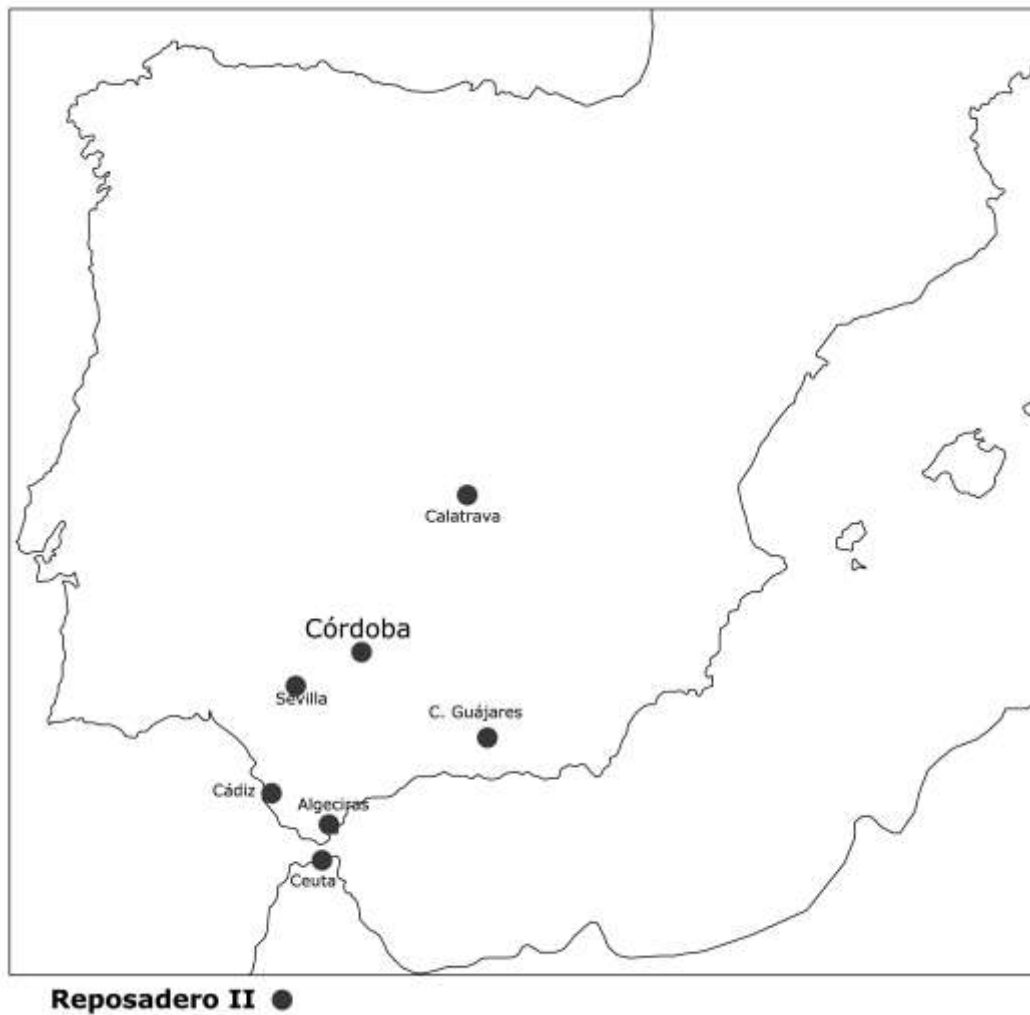 Calatrava
Córdoba
Sevilla
C. Guájares
Cádiz
Algeciras
Ceuta
Reposadero II